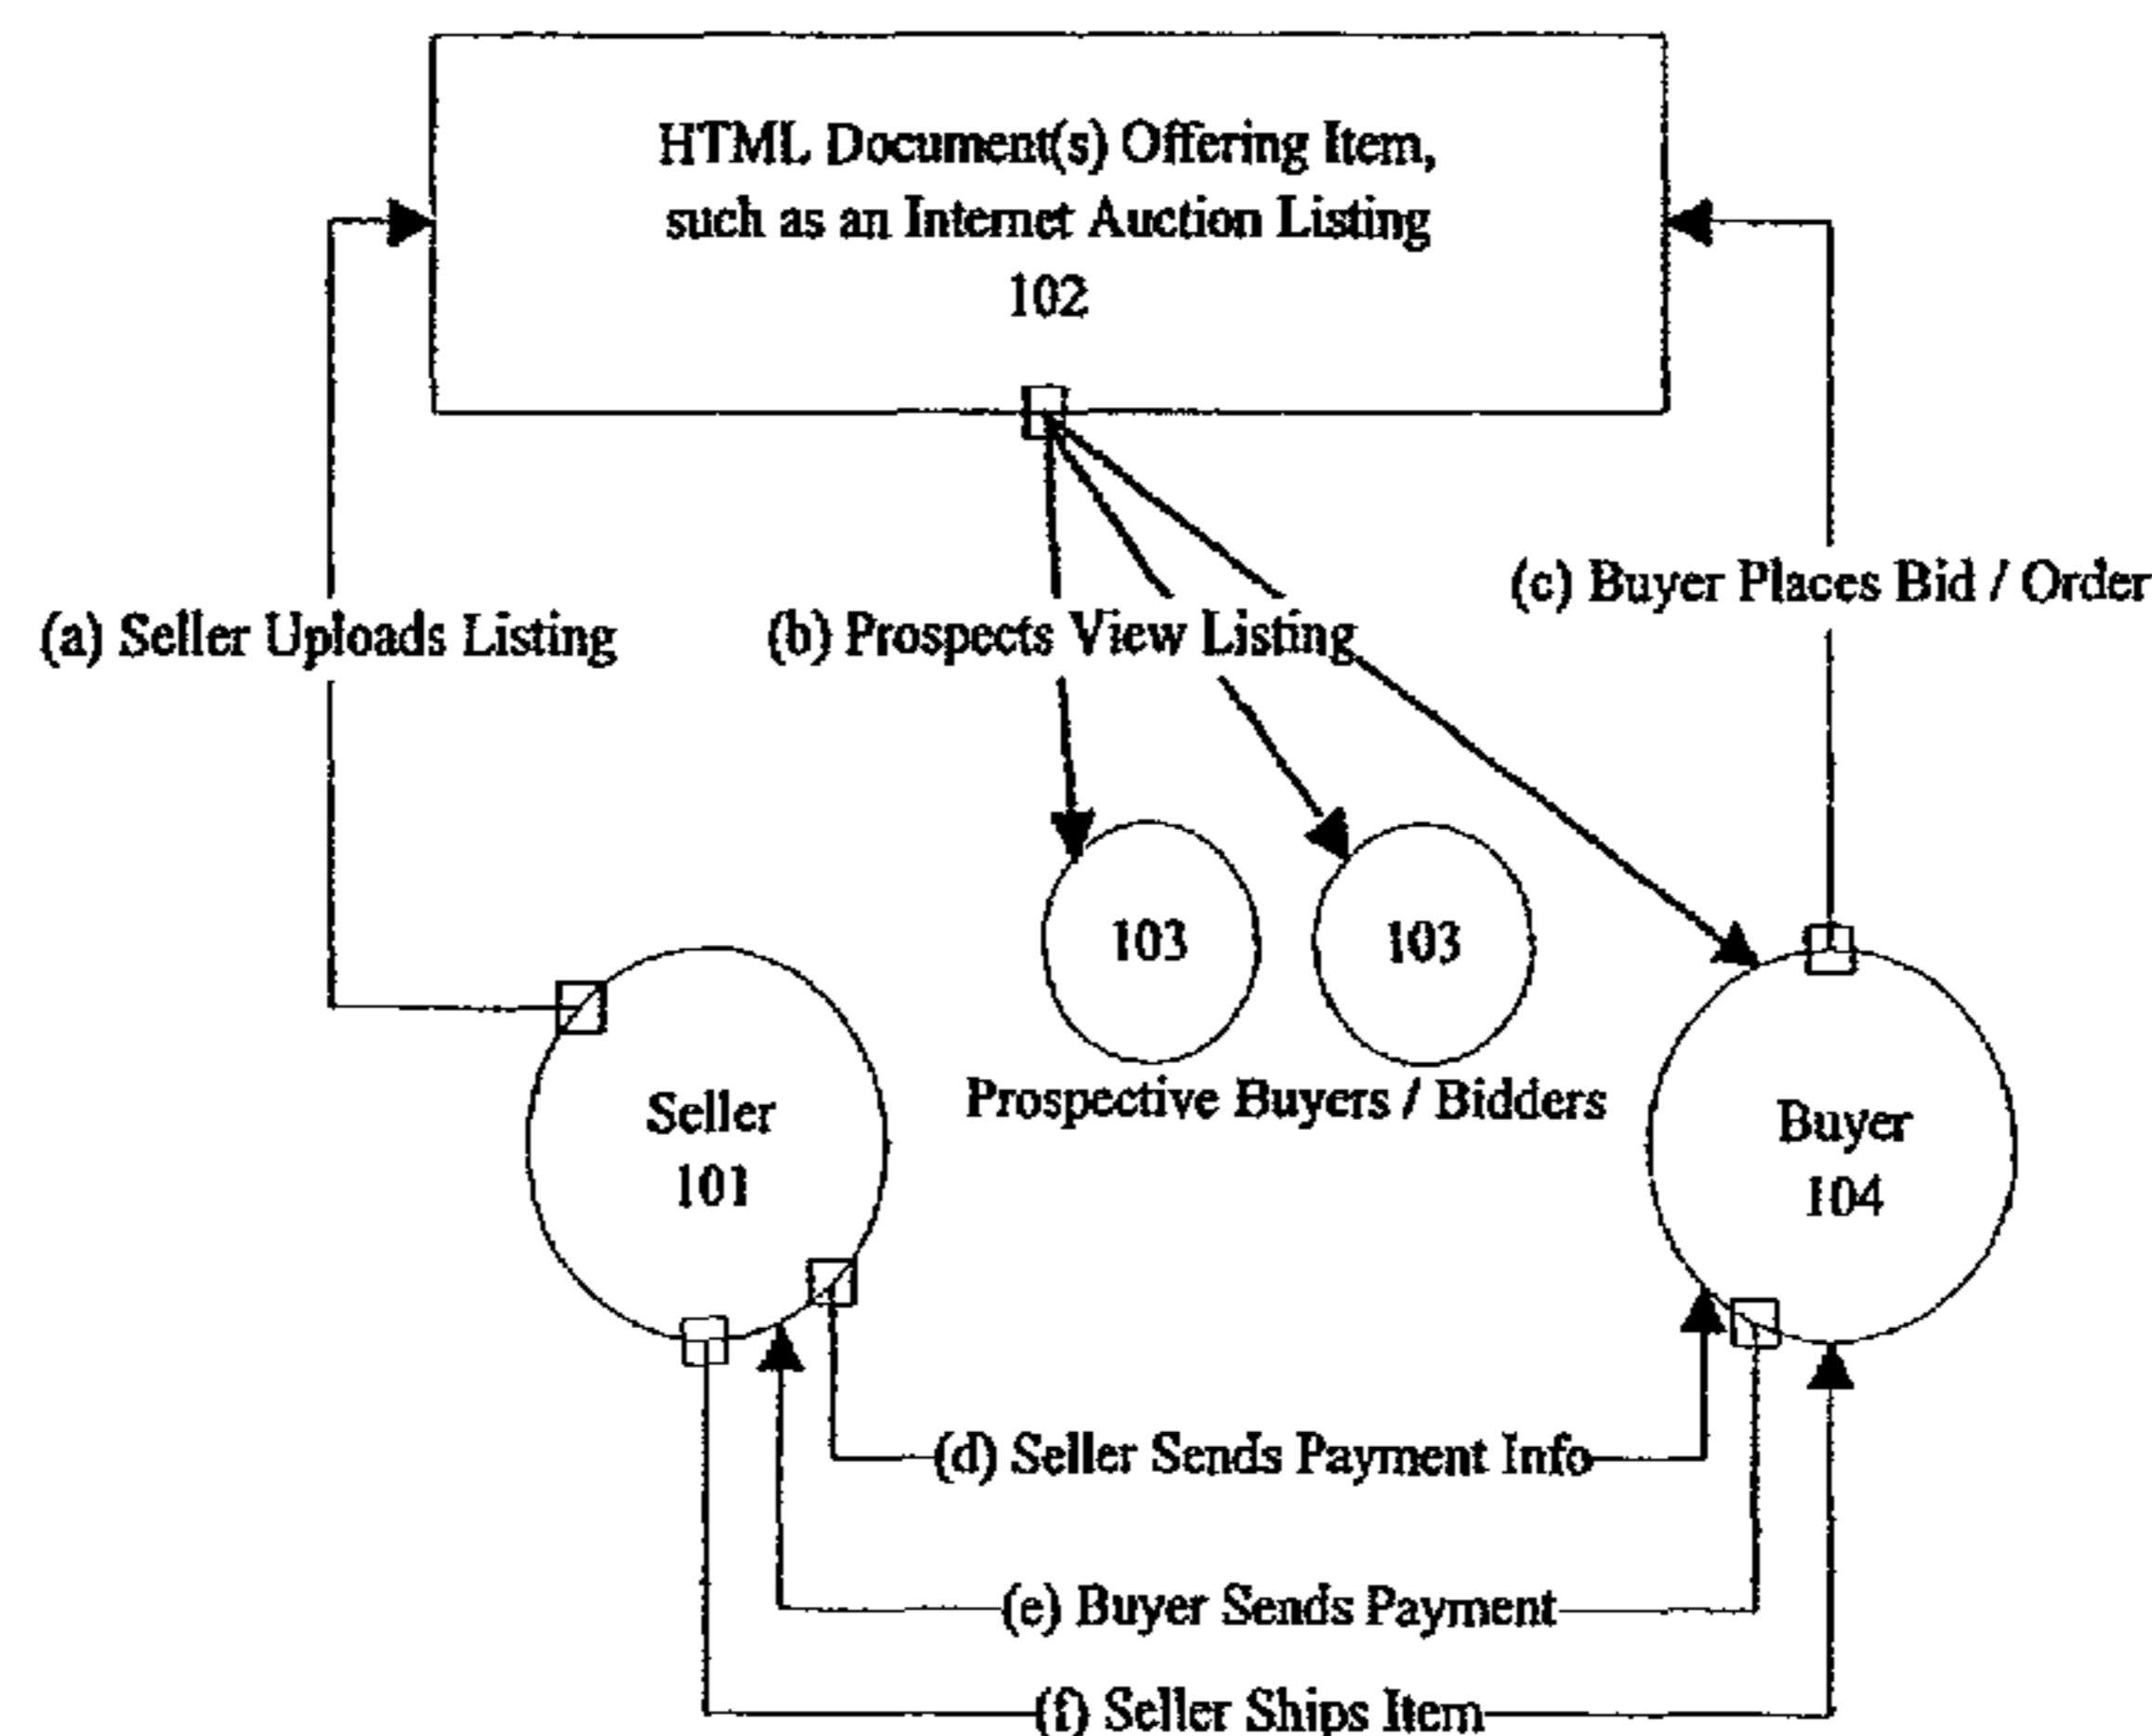 HTML Document(s) Offering Item,
such as an Internet Auction Listing
102
(c) Buyer Places Bid / Order
(a) Seller Uploads Listing
(b) Prospects View Listing
103
103
Prospective Buyers / Bidders
Seller
101
Buyer
104
(d) Seller Sends Payment Info
(e) Buyer Sends Payment
(f) Seller Ships Item